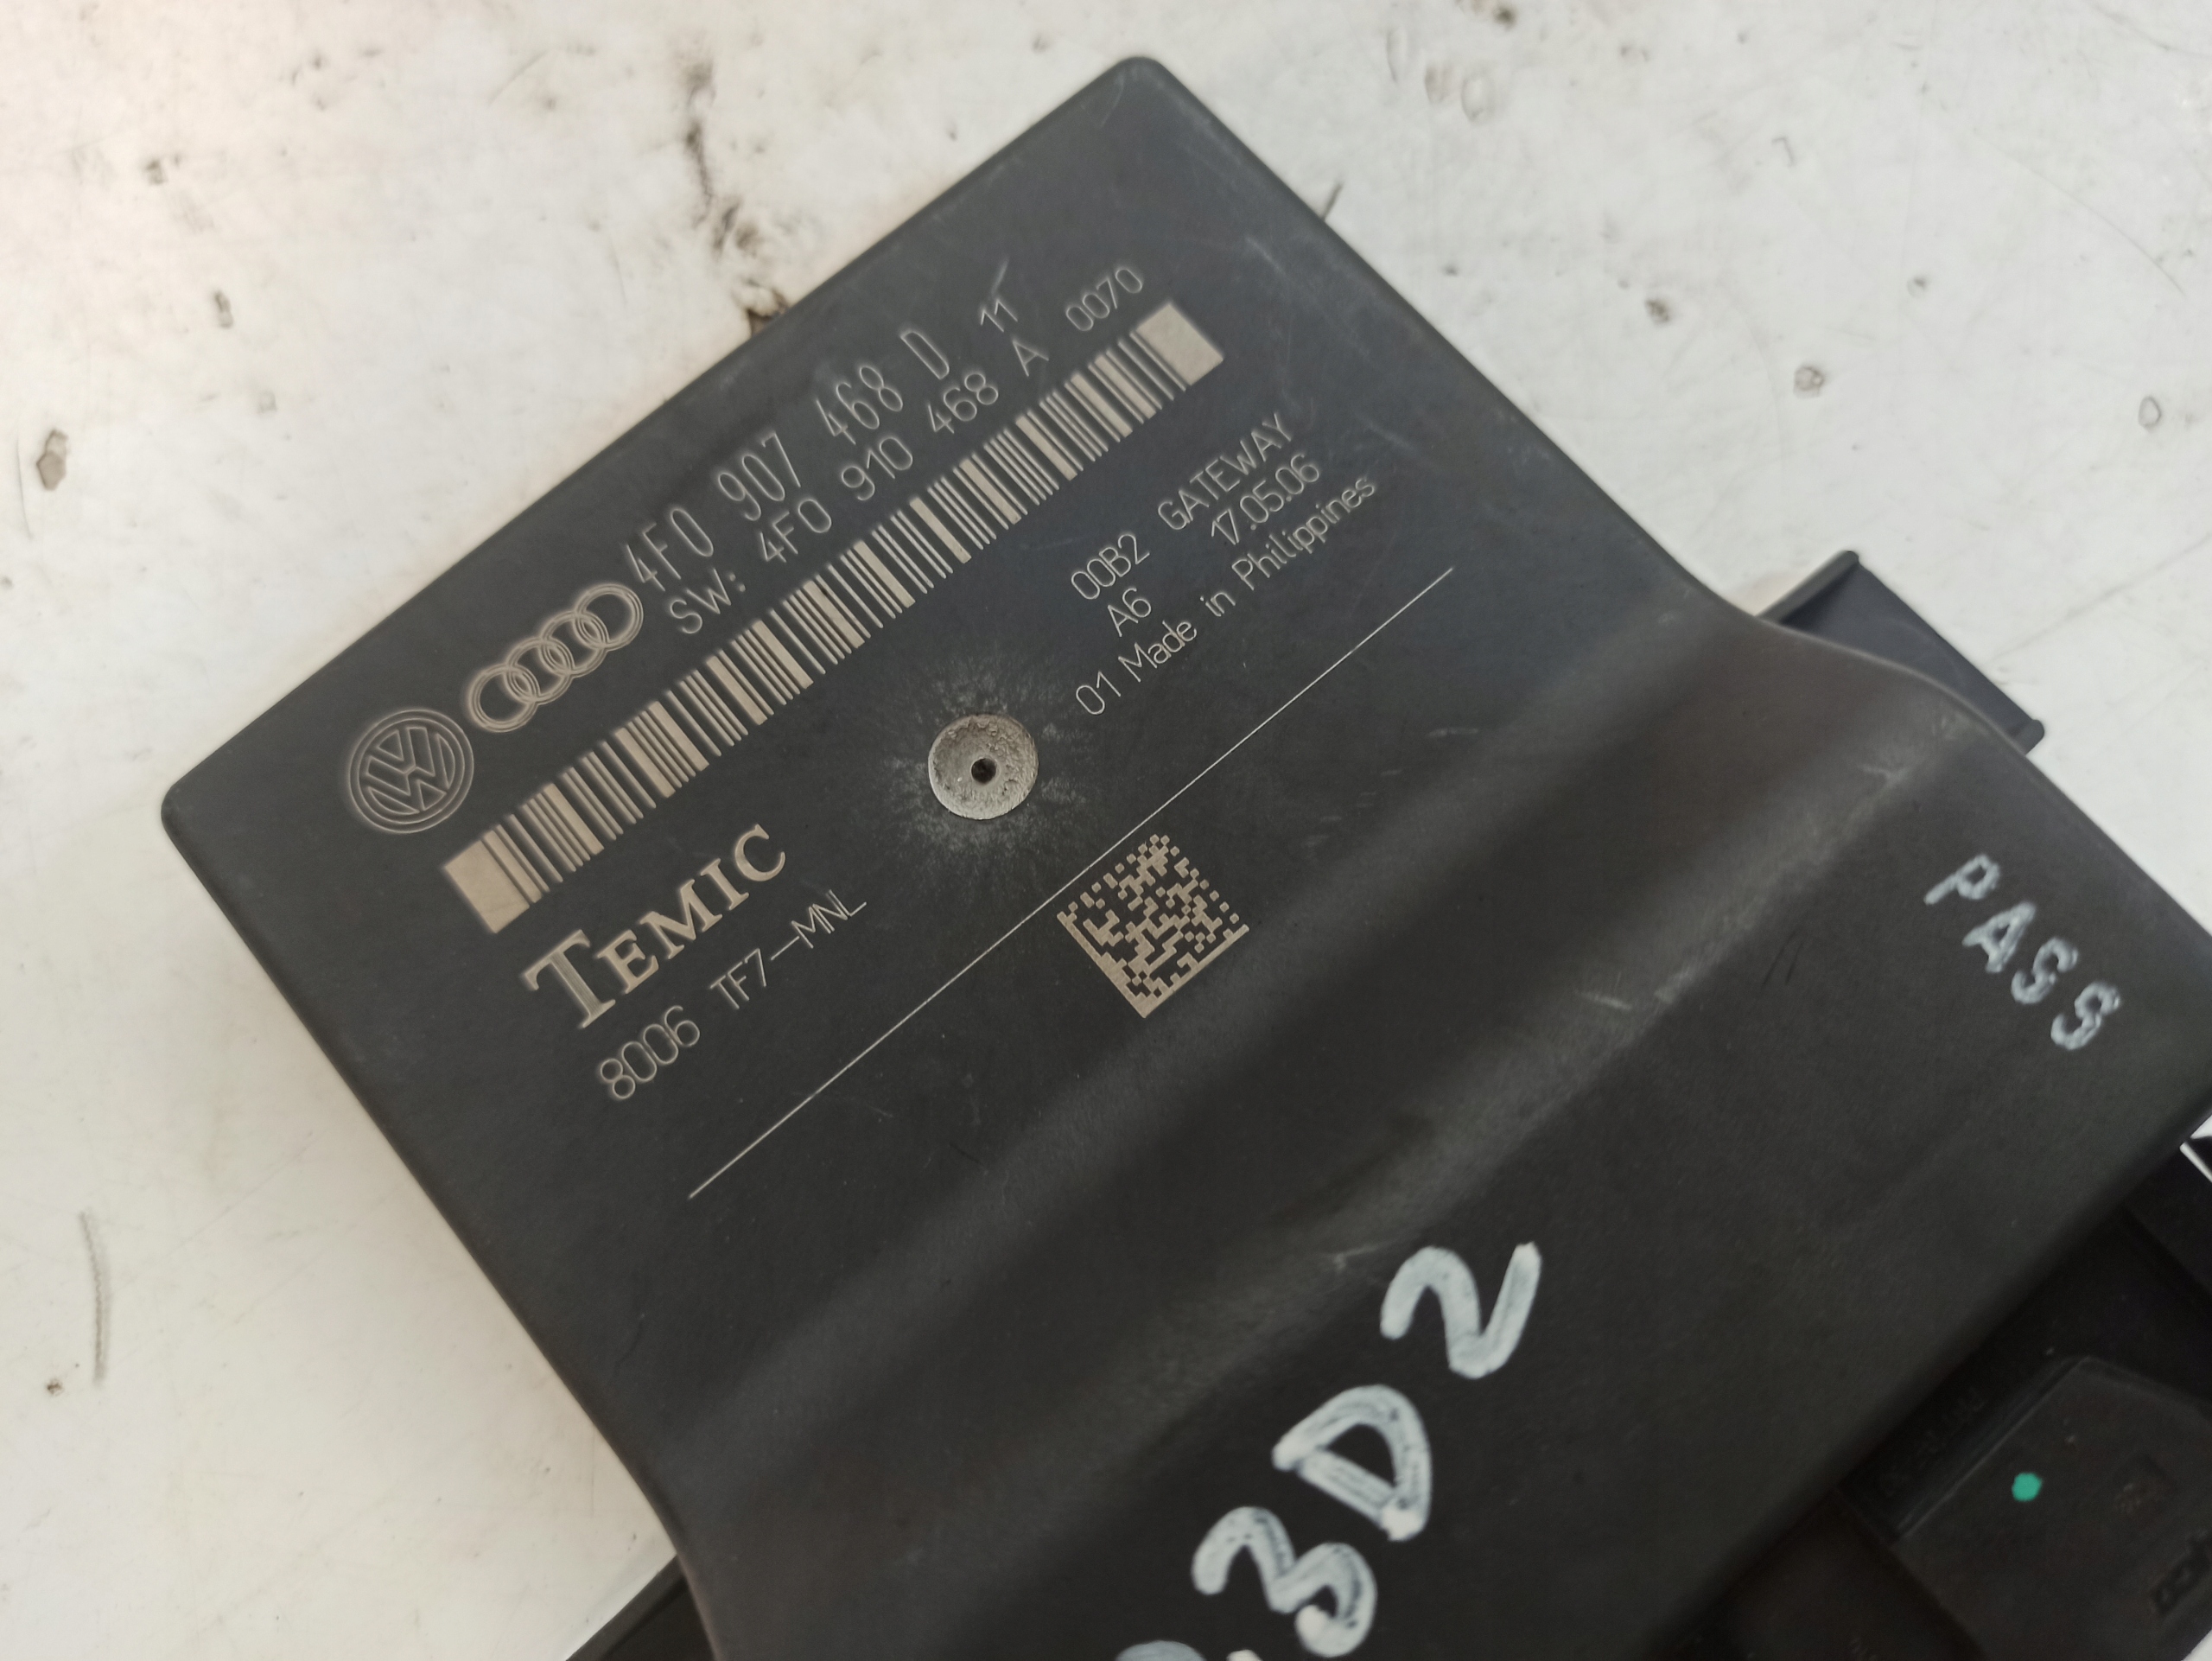 4F0 907 468 D 11
SW: 4F0 910 468 A 0070
00B2 GATEWAY
A6 17.05.06
01 Made in Philippines
TEMIC
8006 TF7-MNL
PASS
3D2